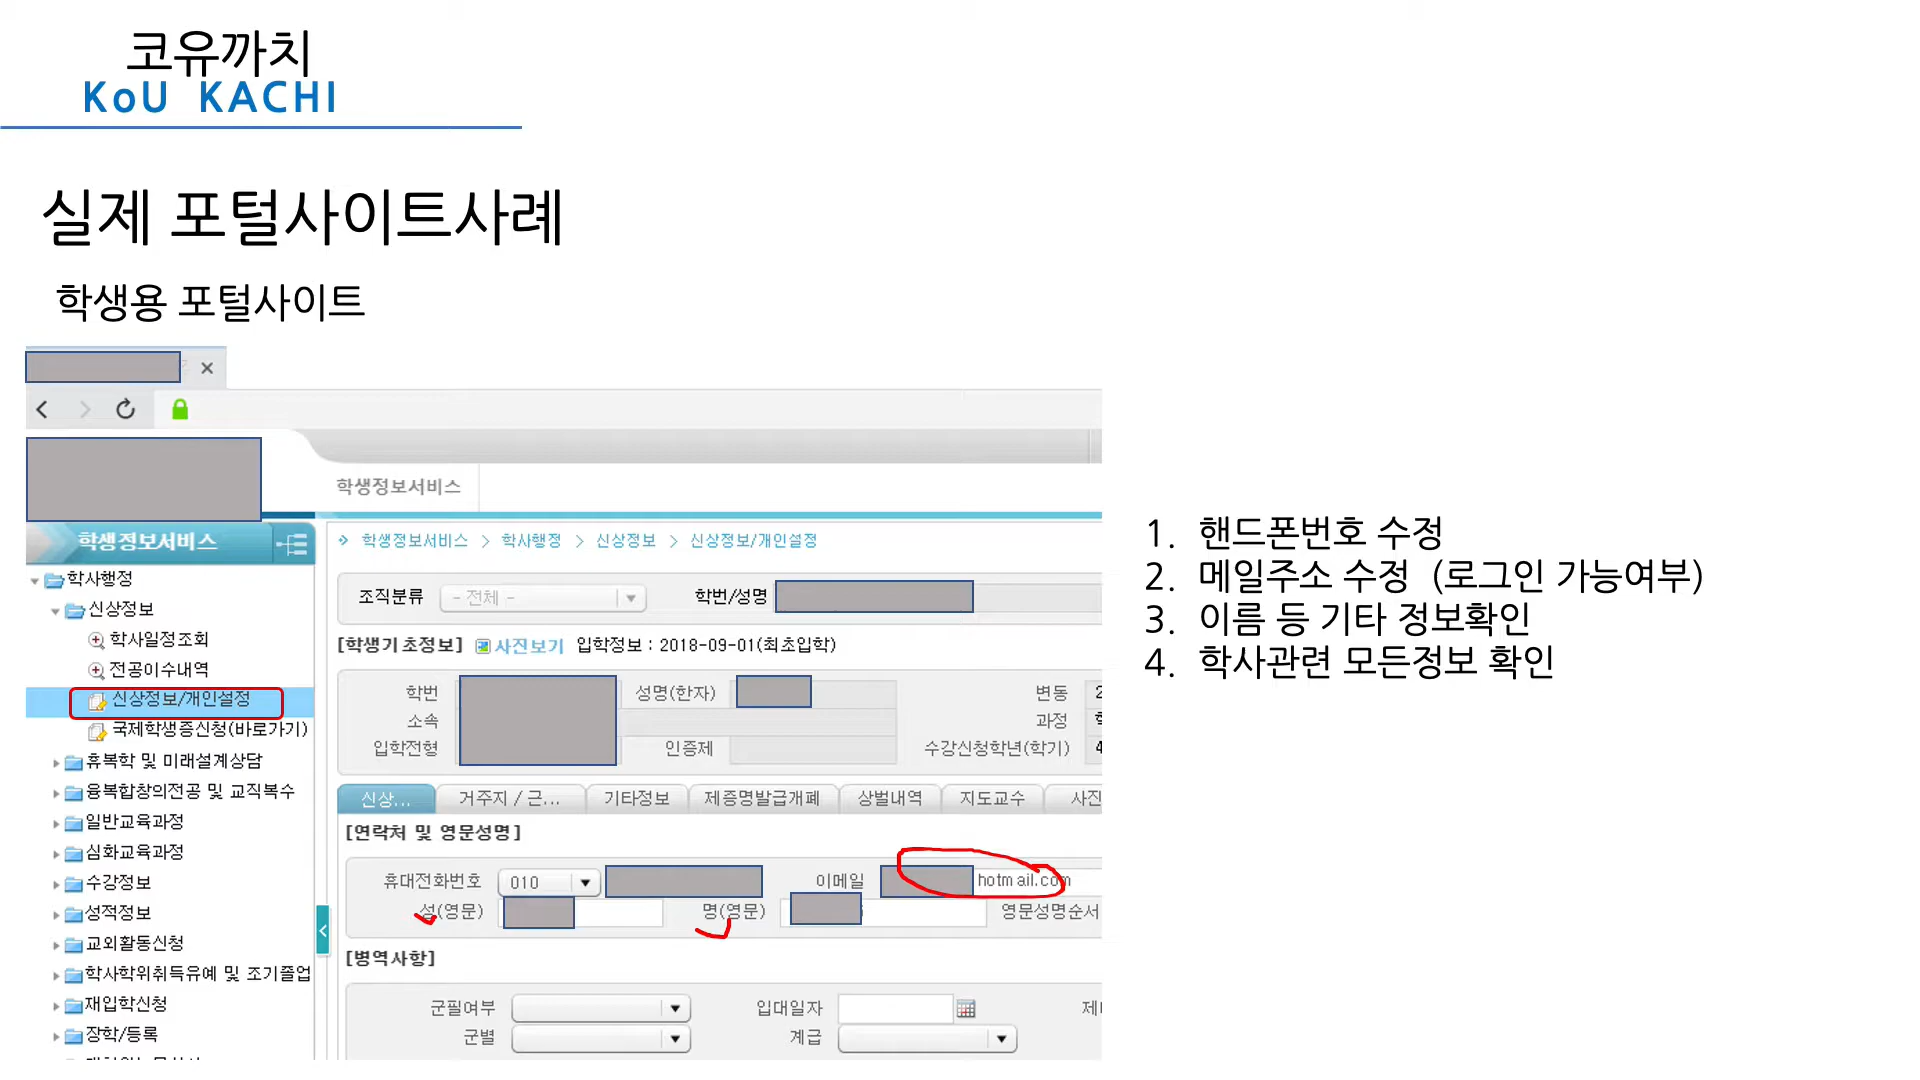 코유까치
KoU KACHI
실제 포털사이트사례
학생용 포털사이트
학생정보서비스
학생정보서비스
학생정보서비스 > 학사행정 > 신상정보 > 신상정보/개인설정
학사행정
신상정보
학사일정조회
전공이수내역
신상정보/개인설정
국제학생증신청(바로가기)
휴복학 및 미래설계상담
융복합창의전공 및 교직복수
일반교육과정
심화교육과정
수강정보
성적정보
교외활동신청
학사학위취득유예 및 조기졸업
재입학신청
장학/등록
조직분류 - 전체 - 학번/성명
[학생기초정보] 사진보기 입학정보 : 2018-09-01(최초입학)
학번 성명(한자) 변동 2
소속 과정
입학전형 인증제 수강신청학년(학기) 4
신상... 거주지 / 근... 기타정보 제증명발급개폐 상벌내역 지도교수 사진
[연락처 및 영문성명]
휴대전화번호 010 이메일 hotmail.com
성(영문) 명(영문) 영문성명순서
[병역사항]
군필여부 입대일자
군별 계급
1. 핸드폰번호 수정
2. 메일주소 수정 (로그인 가능여부)
3. 이름 등 기타 정보확인
4. 학사관련 모든정보 확인